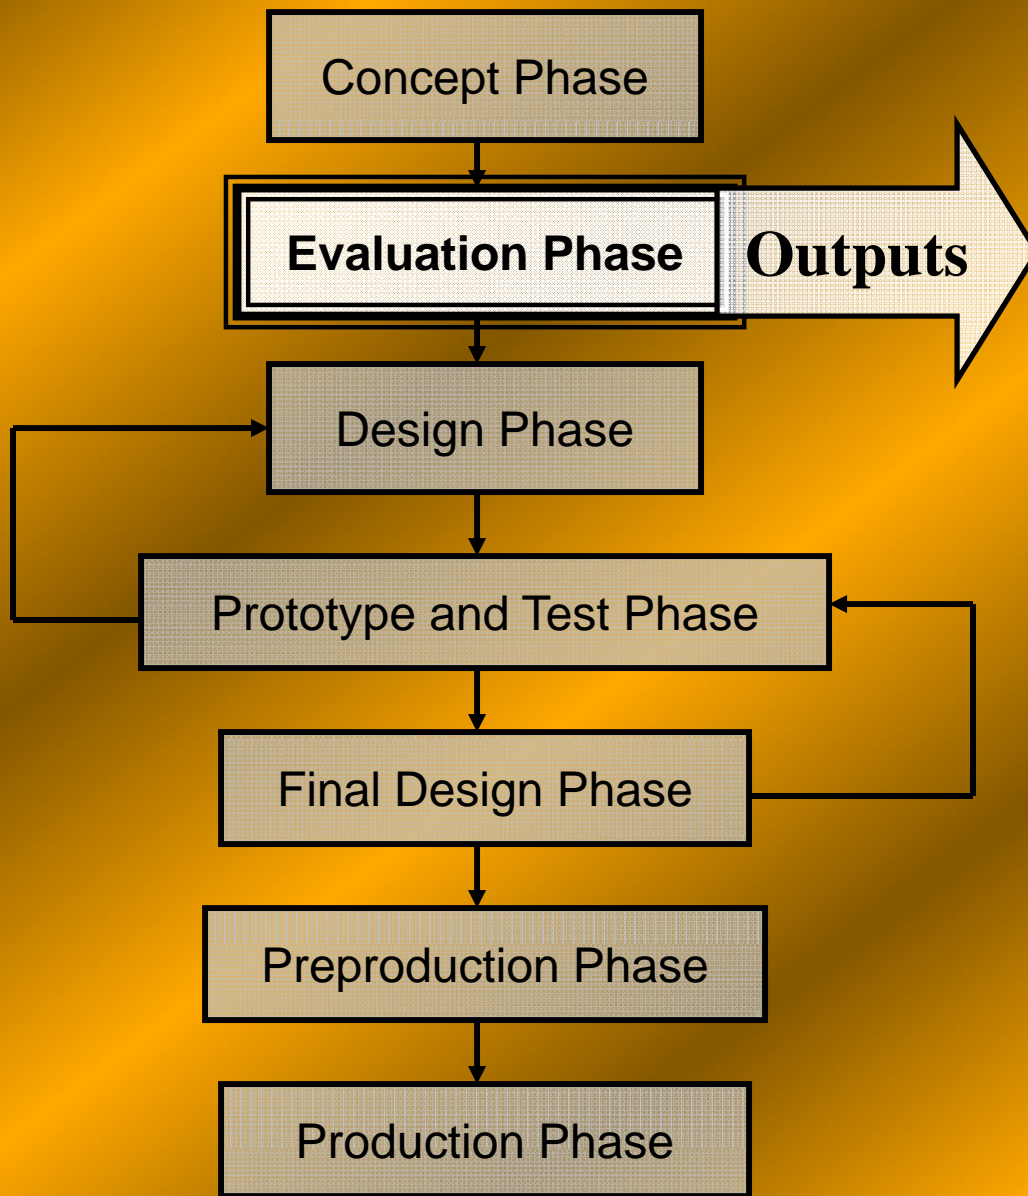 Concept Phase
Evaluation Phase
Outputs
Design Phase
Prototype and Test Phase
Final Design Phase
Preproduction Phase
Production Phase